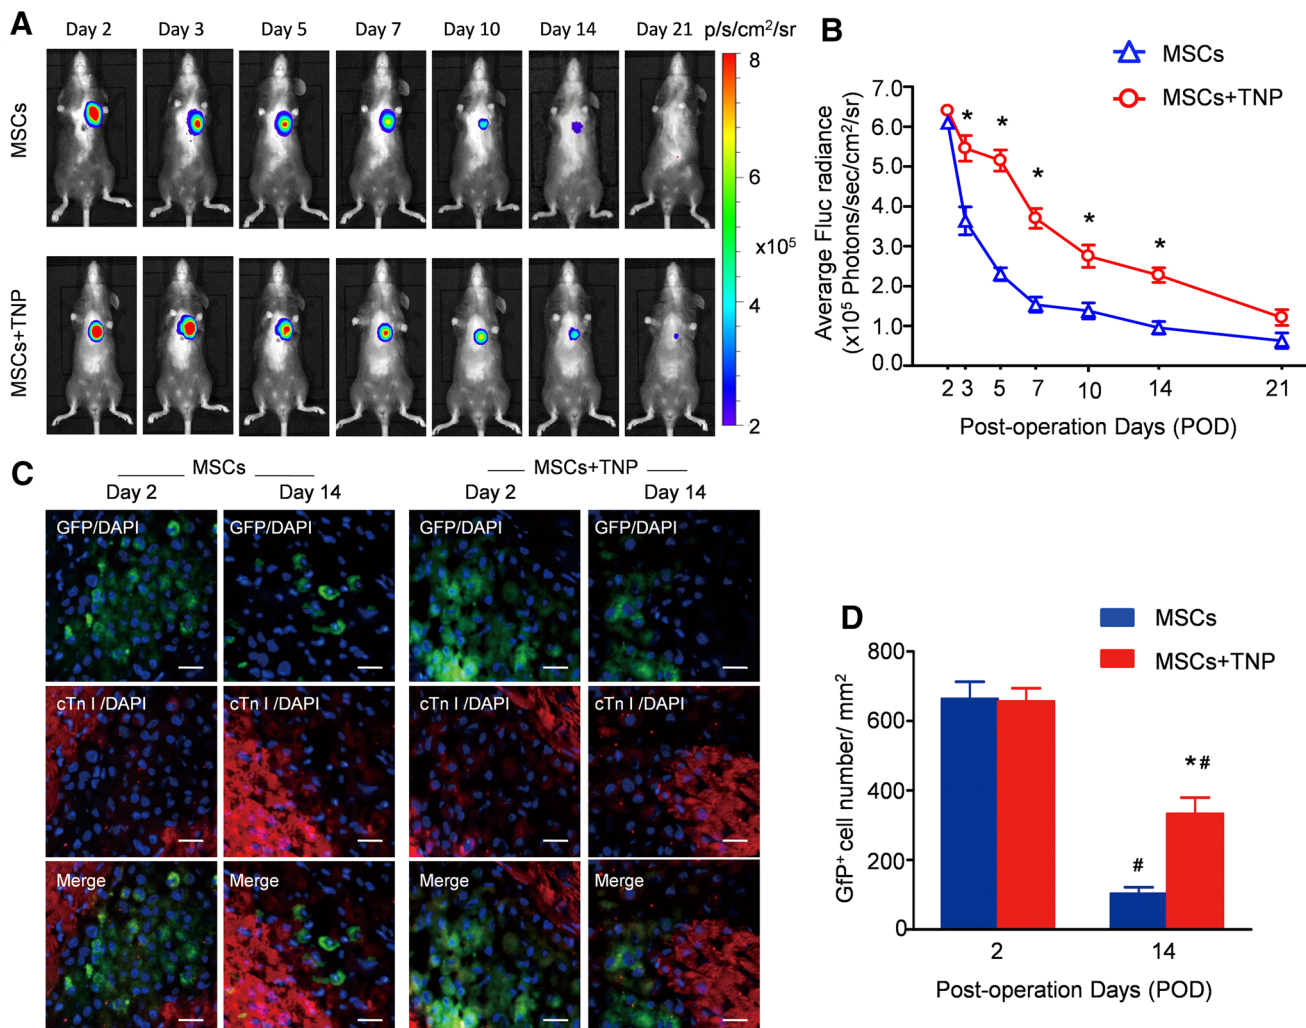 A
Day 2 Day 3 Day 5 Day 7 Day 10 Day 14 Day 21 p/s/cm²/sr
MSCs
MSCs+TNP
8
6
x10⁵
4
2
B
MSCs
MSCs+TNP
Averarge Fluc radiance
(x10⁵ Photons/sec/cm²/sr)
7.0
6.0
5.0
4.0
3.0
2.0
1.0
0.0
* * * * *
2 3 5 7 10 14 21
Post-operation Days (POD)
C
MSCs MSCs+TNP
Day 2 Day 14 Day 2 Day 14
GFP/DAPI GFP/DAPI GFP/DAPI GFP/DAPI
cTn I /DAPI cTn I /DAPI cTn I /DAPI cTn I /DAPI
Merge Merge Merge Merge
D
MSCs
MSCs+TNP
GfP⁺ cell number/ mm²
800
600
400
200
0
*#
#
2 14
Post-operation Days (POD)